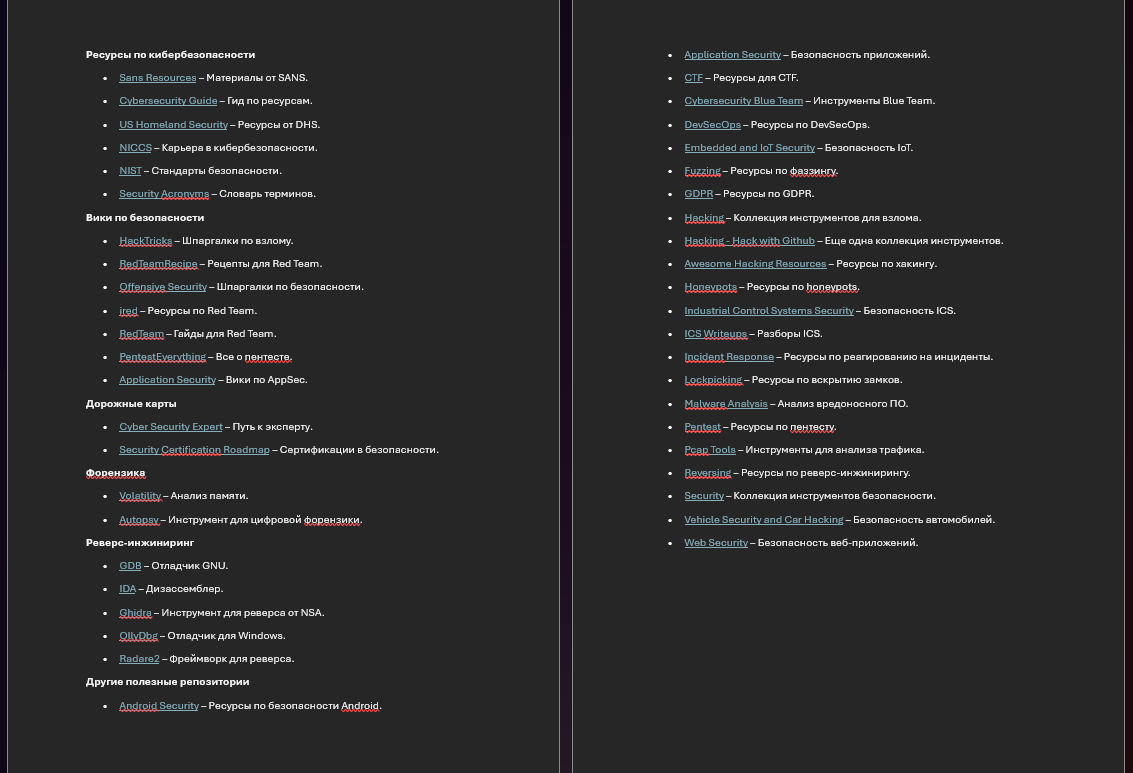 Ресурсы по кибербезопасности
• Sans Resources – Материалы от SANS.
• Cybersecurity Guide – Гид по ресурсам.
• US Homeland Security – Ресурсы от DHS.
• NICCS – Карьера в кибербезопасности.
• NIST – Стандарты безопасности.
• Security Acronyms – Словарь терминов.
Вики по безопасности
• HackTricks – Шпаргалки по взлому.
• RedTeamRecipe – Рецепты для Red Team.
• Offensive Security – Шпаргалки по безопасности.
• ired – Ресурсы по Red Team.
• RedTeam – Гайды для Red Team.
• PentestEverything – Все о пентесте.
• Application Security – Вики по AppSec.
Дорожные карты
• Cyber Security Expert – Путь к эксперту.
• Security Certification Roadmap – Сертификации в безопасности.
Форензика
• Volatility – Анализ памяти.
• Autopsy – Инструмент для цифровой форензики.
Реверс-инжиниринг
• GDB – Отладчик GNU.
• IDA – Дизассемблер.
• Ghidra – Инструмент для реверса от NSA.
• OllyDbg – Отладчик для Windows.
• Radare2 – Фреймворк для реверса.
Другие полезные репозитории
• Android Security – Ресурсы по безопасности Android.
• Application Security – Безопасность приложений.
• CTF – Ресурсы для CTF.
• Cybersecurity Blue Team – Инструменты Blue Team.
• DevSecOps – Ресурсы по DevSecOps.
• Embedded and IoT Security – Безопасность IoT.
• Fuzzing – Ресурсы по фаззингу.
• GDPR – Ресурсы по GDPR.
• Hacking – Коллекция инструментов для взлома.
• Hacking - Hack with Github – Еще одна коллекция инструментов.
• Awesome Hacking Resources – Ресурсы по хакингу.
• Honeypots – Ресурсы по honeypots.
• Industrial Control Systems Security – Безопасность ICS.
• ICS Writeups – Разборы ICS.
• Incident Response – Ресурсы по реагированию на инциденты.
• Lockpicking – Ресурсы по вскрытию замков.
• Malware Analysis – Анализ вредоносного ПО.
• Pentest – Ресурсы по пентесту.
• Pcap Tools – Инструменты для анализа трафика.
• Reversing – Ресурсы по реверс-инжинирингу.
• Security – Коллекция инструментов безопасности.
• Vehicle Security and Car Hacking – Безопасность автомобилей.
• Web Security – Безопасность веб-приложений.